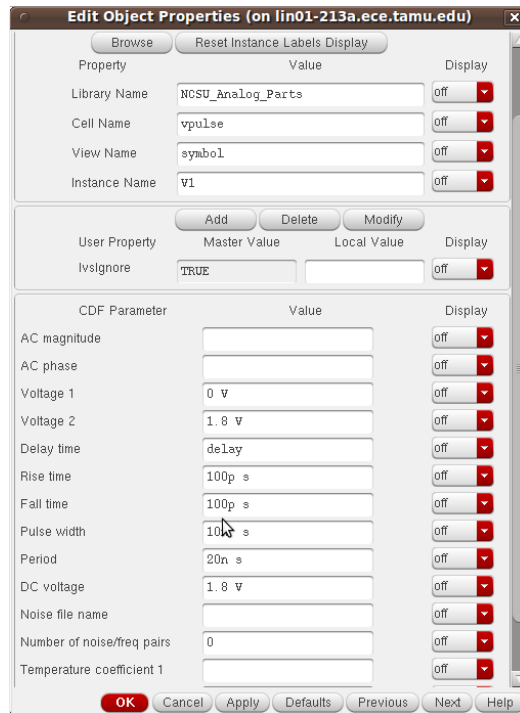 Edit Object Properties (on lin01-213a.ece.tamu.edu)
Browse Reset Instance Labels Display
Property Value Display
Library Name NCSU_Analog_Parts off
Cell Name vpulse off
View Name symbol off
Instance Name V1 off
Add Delete Modify
User Property Master Value Local Value Display
lvsIgnore TRUE off
CDF Parameter Value Display
AC magnitude off
AC phase off
Voltage 1 0 V off
Voltage 2 1.8 V off
Delay time delay off
Rise time 100p s off
Fall time 100p s off
Pulse width s off
Period 20n s off
DC voltage 1.8 V off
Noise file name off
Number of noise/freq pairs 0 off
Temperature coefficient 1 off
OK Cancel Apply Defaults Previous Next Help